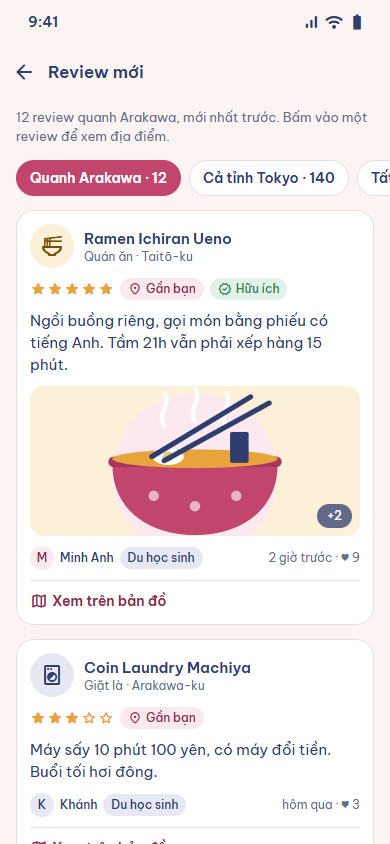 9:41
Review mới
12 review quanh Arakawa, mới nhất trước. Bấm vào một
review để xem địa điểm.
Quanh Arakawa · 12
Cả tỉnh Tokyo · 140
Ramen Ichiran Ueno
Quán ăn · Taitō-ku
Gần bạn
Hữu ích
Ngồi buồng riêng, gọi món bằng phiếu có
tiếng Anh. Tầm 21h vẫn phải xếp hàng 15
phút.
+2
M Minh Anh Du học sinh 2 giờ trước · ♥ 9
Xem trên bản đồ
Coin Laundry Machiya
Giặt là · Arakawa-ku
Gần bạn
Máy sấy 10 phút 100 yên, có máy đổi tiền.
Buổi tối hơi đông.
K Khánh Du học sinh hôm qua · ♥ 3